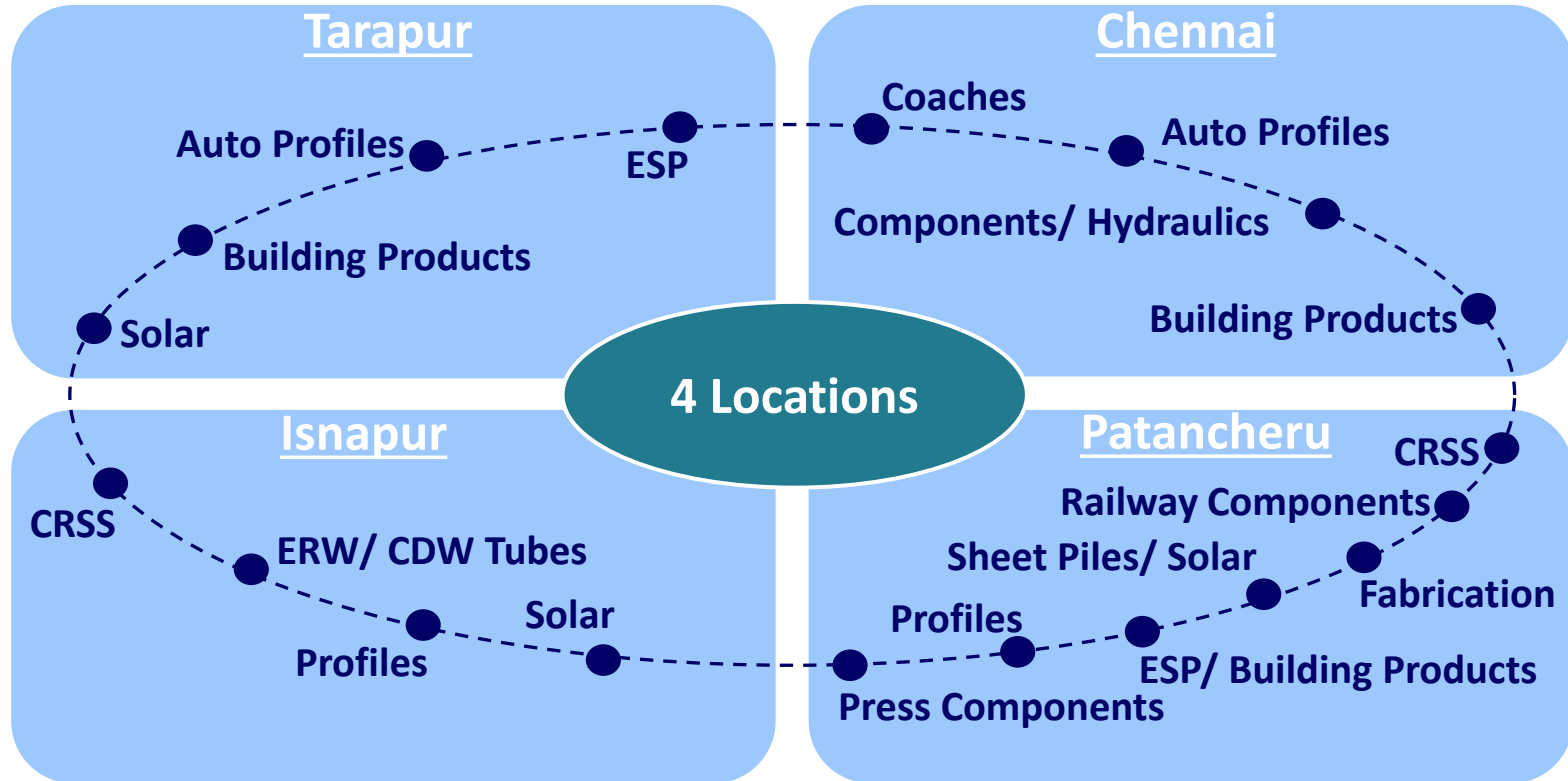 Tarapur
Auto Profiles
ESP
Building Products
Solar
Chennai
Coaches
Auto Profiles
Components/ Hydraulics
Building Products
4 Locations
Isnapur
CRSS
ERW/ CDW Tubes
Solar
Profiles
Patancheru
CRSS
Railway Components
Sheet Piles/ Solar
Fabrication
Profiles
ESP/ Building Products
Press Components